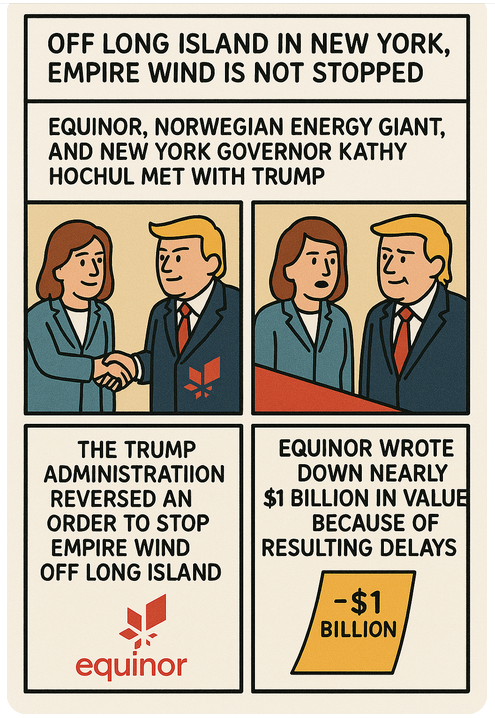 OFF LONG ISLAND IN NEW YORK,
EMPIRE WIND IS NOT STOPPED
EQUINOR, NORWEGIAN ENERGY GIANT,
AND NEW YORK GOVERNOR KATHY
HOCHUL MET WITH TRUMP
THE TRUMP
ADMINISTRATIION
REVERSED AN
ORDER TO STOP
EMPIRE WIND
OFF LONG ISLAND
equinor
EQUINOR WROTE
DOWN NEARLY
$1 BILLION IN VALUE
BECAUSE OF
RESULTING DELAYS
-$1
BILLION